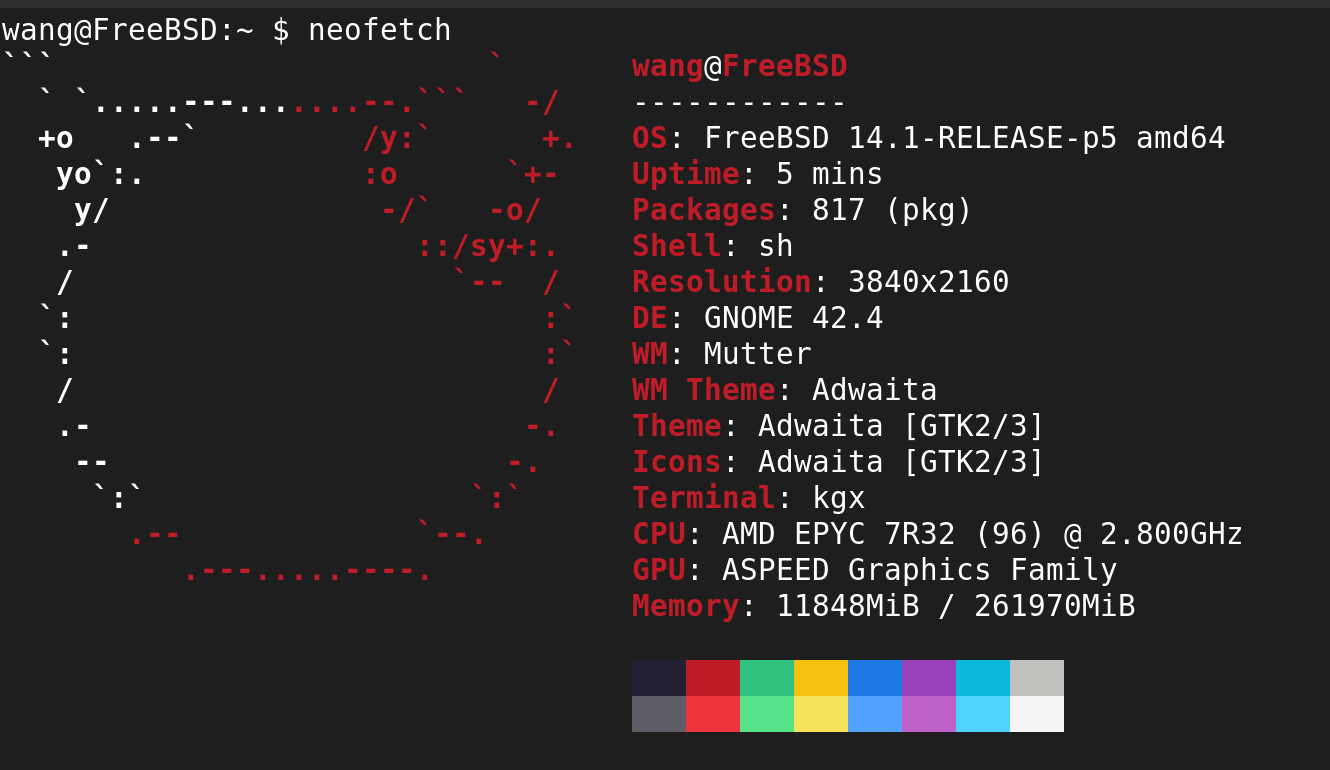 wang@FreeBSD:~ $ neofetch
```                        `       wang@FreeBSD
  ` `.....---.......--.```   -/    ------------
  +o   .--`         /y:`      +.   OS: FreeBSD 14.1-RELEASE-p5 amd64
   yo`:.            :o      `+-    Uptime: 5 mins
    y/               -/`   -o/     Packages: 817 (pkg)
   .-                  ::/sy+:.    Shell: sh
   /                     `--  /    Resolution: 3840x2160
  `:                          :`   DE: GNOME 42.4
  `:                          :`   WM: Mutter
   /                          /    WM Theme: Adwaita
   .-                        -.    Theme: Adwaita [GTK2/3]
    --                      -.     Icons: Adwaita [GTK2/3]
     `:`                  `:`      Terminal: kgx
       .--             `--.        CPU: AMD EPYC 7R32 (96) @ 2.800GHz
          .---.....----.           GPU: ASPEED Graphics Family
                                   Memory: 11848MiB / 261970MiB